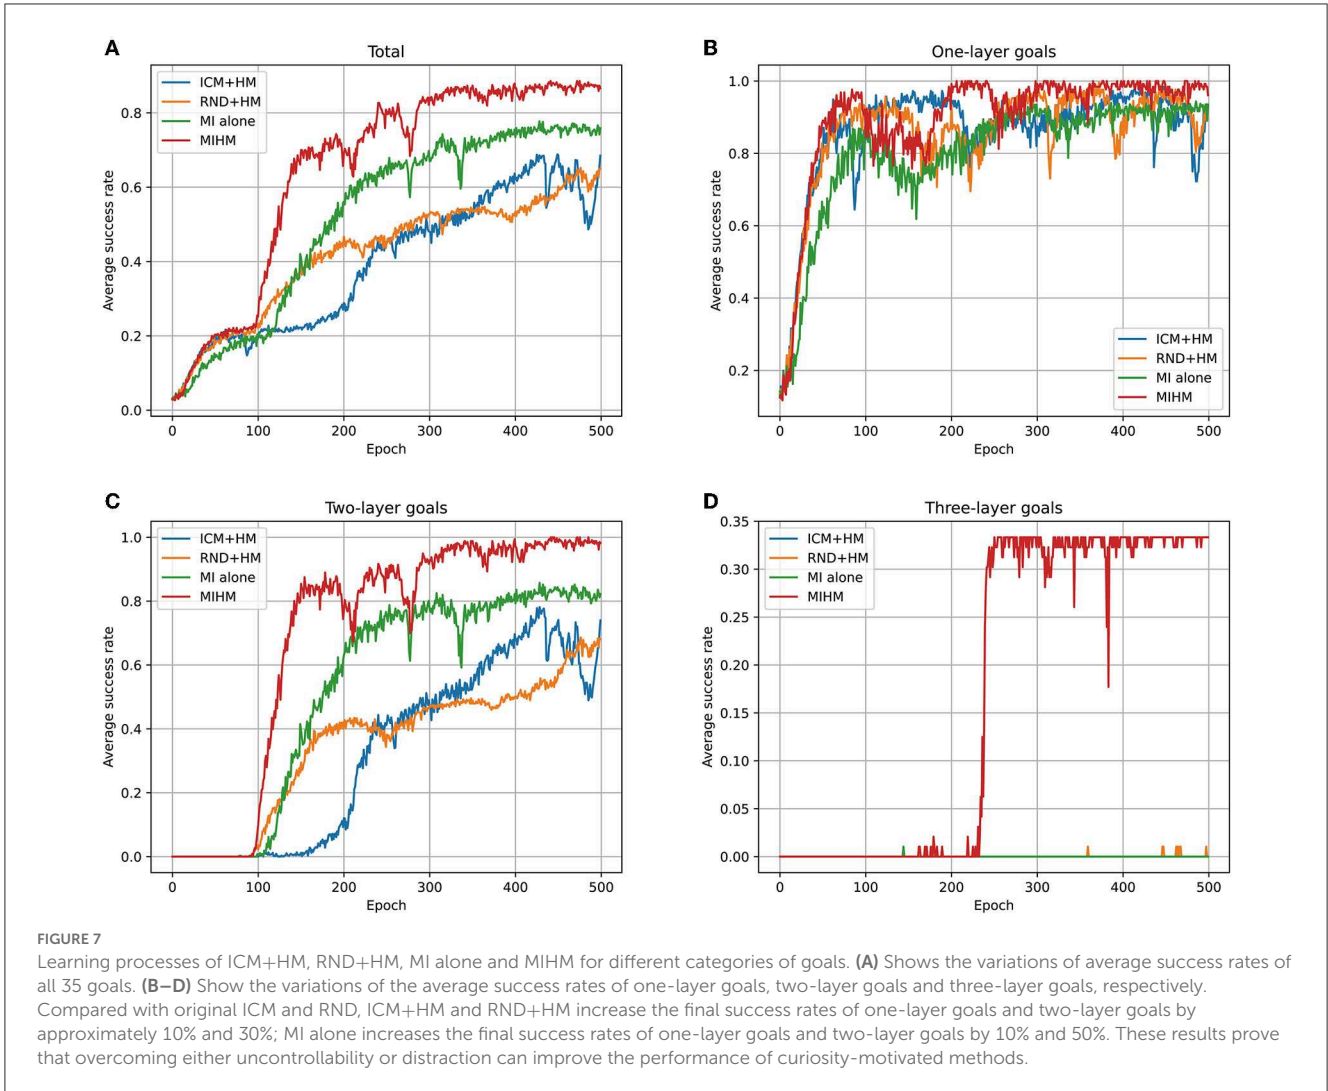 A
Total
ICM+HM
RND+HM
MI alone
MIHM
Average success rate
0.8
0.6
0.4
0.2
0.0
0 100 200 300 400 500
Epoch
B
One-layer goals
Average success rate
1.0
0.8
0.6
0.4
0.2
ICM+HM
RND+HM
MI alone
MIHM
0 100 200 300 400 500
Epoch
C
Two-layer goals
ICM+HM
RND+HM
MI alone
MIHM
Average success rate
1.0
0.8
0.6
0.4
0.2
0.0
0 100 200 300 400 500
Epoch
D
Three-layer goals
ICM+HM
RND+HM
MI alone
MIHM
Average success rate
0.35
0.30
0.25
0.20
0.15
0.10
0.05
0.00
0 100 200 300 400 500
Epoch
FIGURE 7
Learning processes of ICM+HM, RND+HM, MI alone and MIHM for different categories of goals. (A) Shows the variations of average success rates of
all 35 goals. (B–D) Show the variations of the average success rates of one-layer goals, two-layer goals and three-layer goals, respectively.
Compared with original ICM and RND, ICM+HM and RND+HM increase the final success rates of one-layer goals and two-layer goals by
approximately 10% and 30%; MI alone increases the final success rates of one-layer goals and two-layer goals by 10% and 50%. These results prove
that overcoming either uncontrollability or distraction can improve the performance of curiosity-motivated methods.